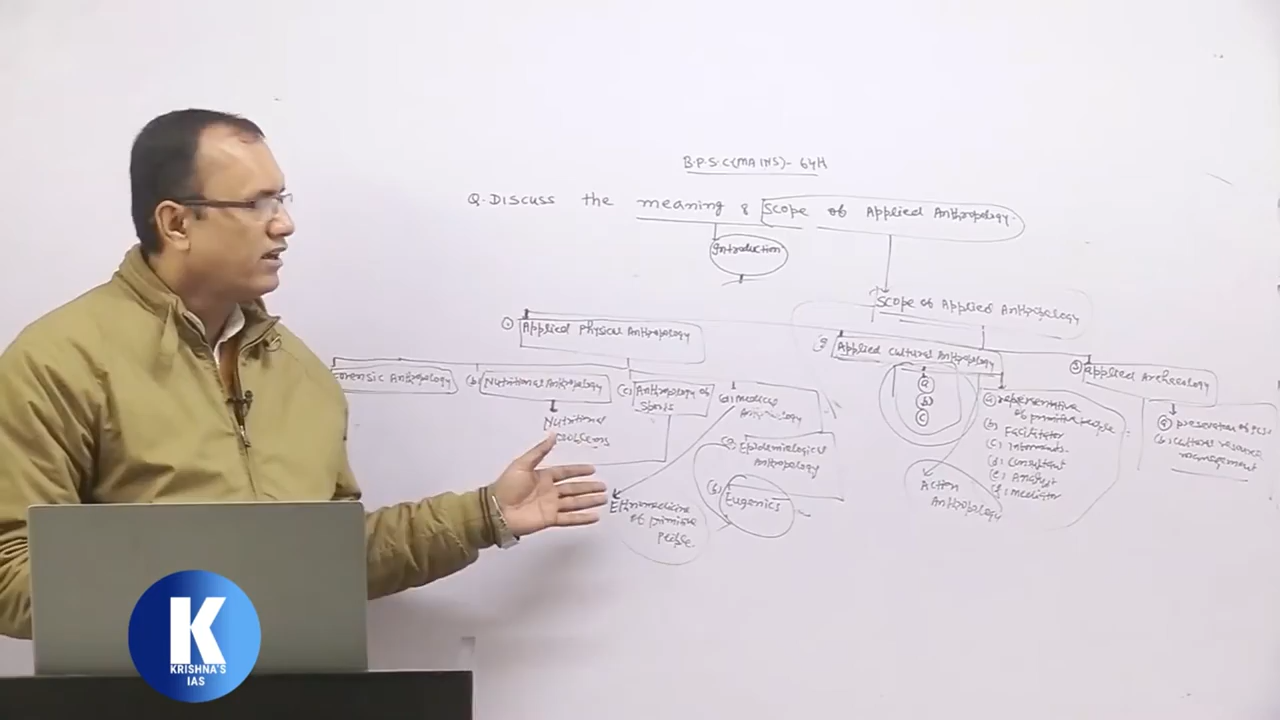 B.P.S.C(MAINS)- 64th
Q. DISCUSS the meaning & Scope of Applied Anthropology.
Introduction
Scope of Applied Anthropology
① Applied Physical Anthropology
② Applied Cultural Anthropology
③ Applied Archeology
Forensic Anthropology
(b) Nutritional Anthropology
(c) Anthropology of
Sports
(d) Medical
Anthropology
Nutritional
Problems
(a) Epidemiological
Anthropology
(b) Eugenics
Ethnomedicine
of primitive
people.
(a)
(b)
(c)
Action
Anthropology
(a) representative
of primitive people
(b) Facilitator
(c) Informants.
(d) Consultant
(e) Analyst
(f) mediator
(a) preservation of
(b) cultural resource
management
K
KRISHNA'S
IAS